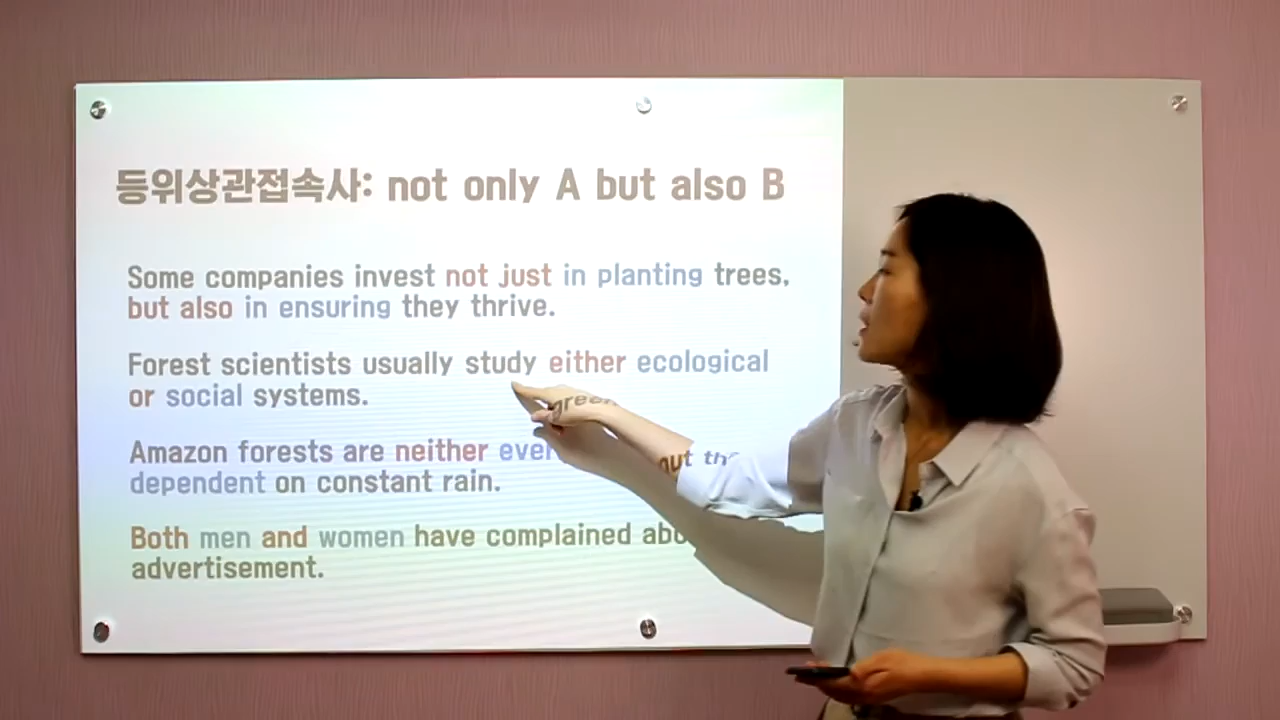 등위상관접속사: not only A but also B
Some companies invest not just in planting trees,
but also in ensuring they thrive.
Forest scientists usually study either ecological
or social systems.
Amazon forests are neither
dependent on constant rain.
Both men and women have complained
advertisement.